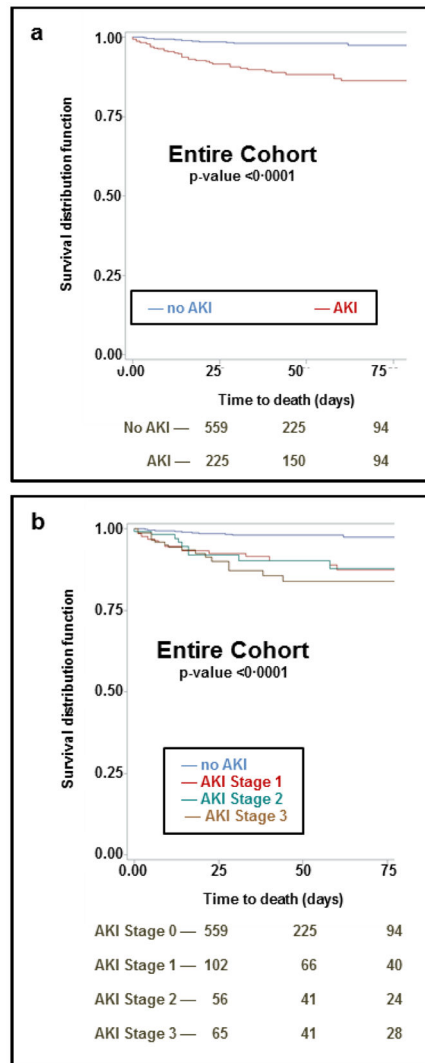 a
1.00
0.75
0.50
0.25
0.00
Survival distribution function
Entire Cohort
p-value <0·0001
— no AKI — AKI
0.00 25 50 75
Time to death (days)
No AKI — 559 225 94
AKI — 225 150 94
b
1.00
0.75
0.50
0.25
0.00
Survival distribution function
Entire Cohort
p-value <0·0001
— no AKI
— AKI Stage 1
— AKI Stage 2
— AKI Stage 3
0.00 25 50 75
Time to death (days)
AKI Stage 0 — 559 225 94
AKI Stage 1 — 102 66 40
AKI Stage 2 — 56 41 24
AKI Stage 3 — 65 41 28